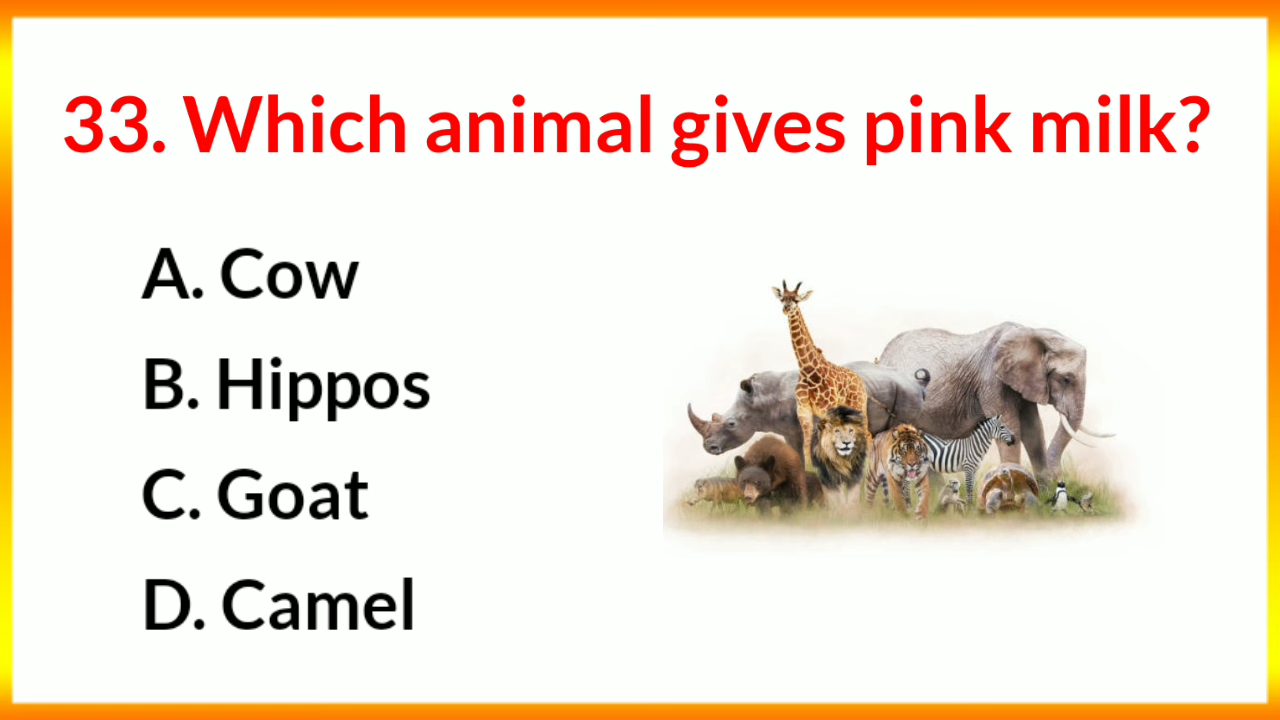 33. Which animal gives pink milk?
A. Cow
B. Hippos
C. Goat
D. Camel